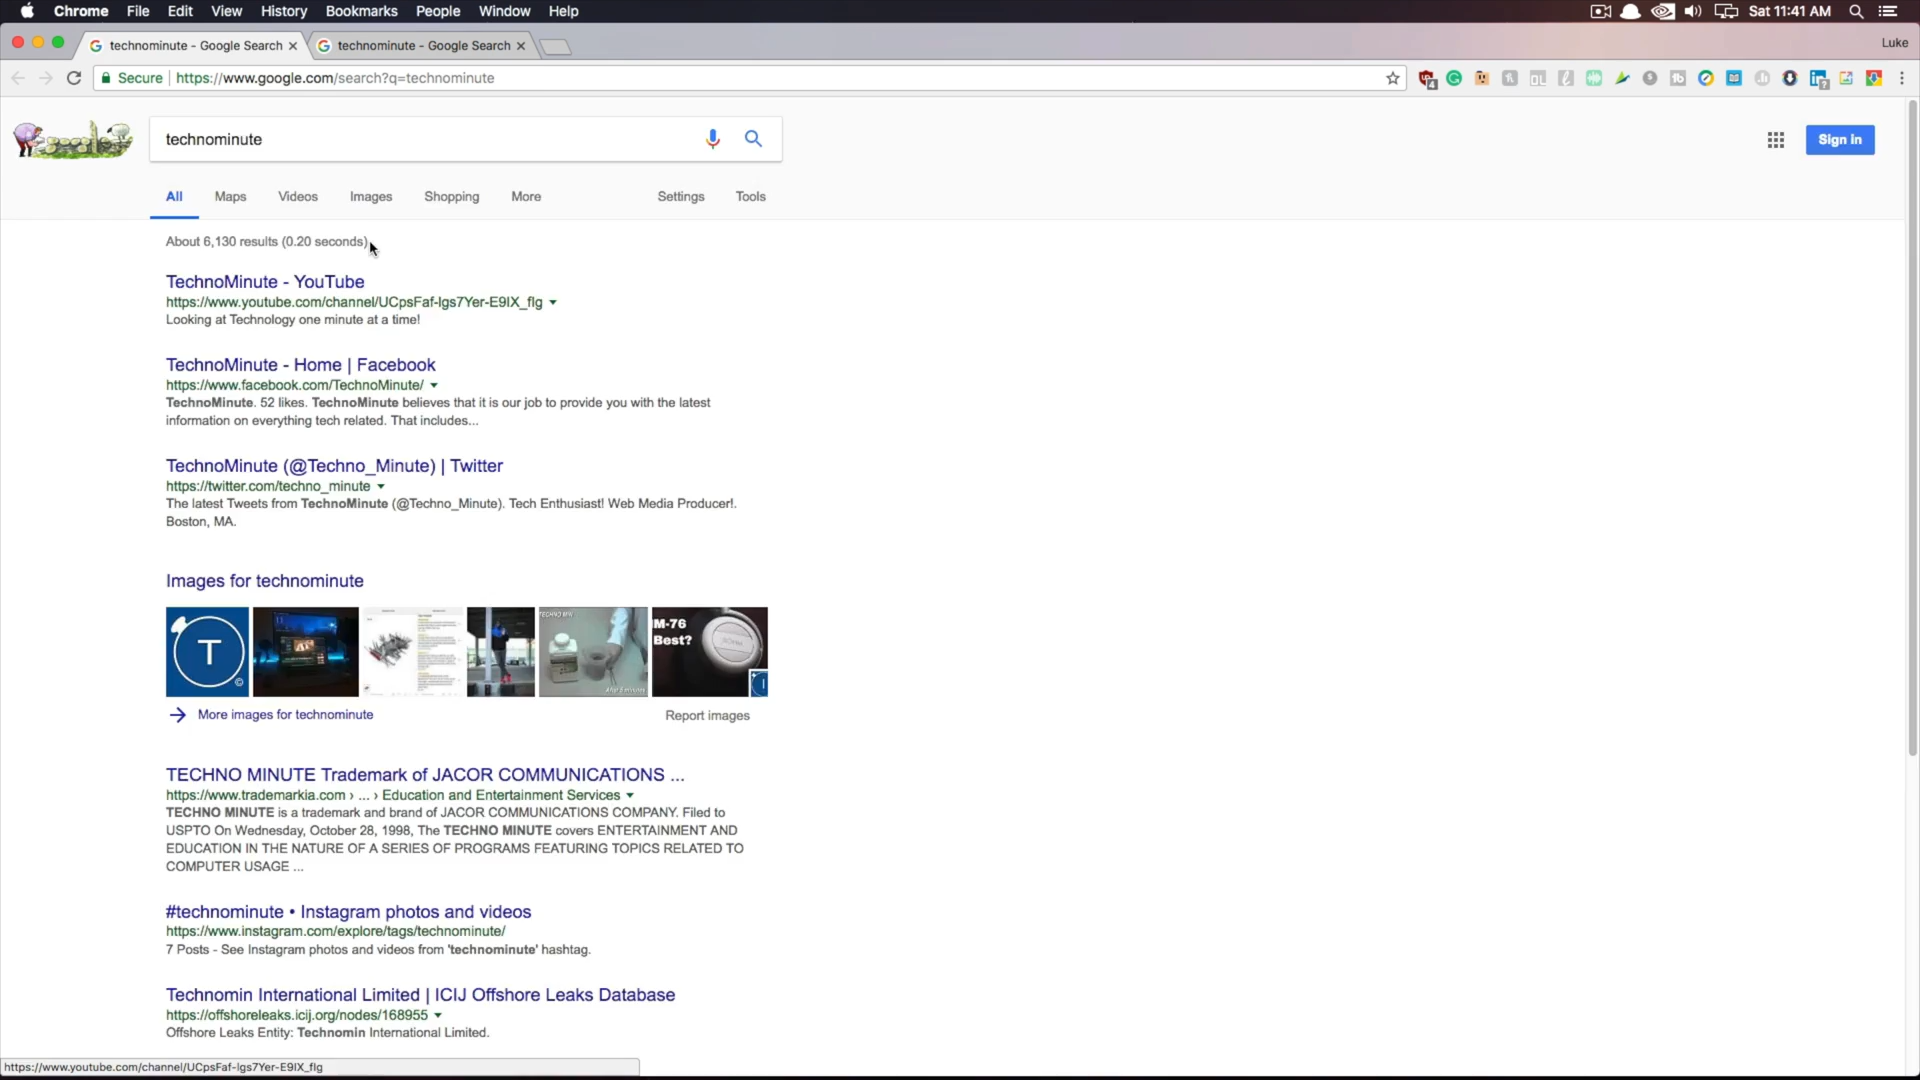 Chrome File Edit View History Bookmarks People Window Help
Sat 11:41 AM
technominute - Google Search
technominute - Google Search
Luke
Secure https://www.google.com/search?q=technominute
technominute
Sign in
All Maps Videos Images Shopping More Settings Tools
About 6,130 results (0.20 seconds)
TechnoMinute - YouTube
https://www.youtube.com/channel/UCpsFaf-lgs7Yer-E9IX_flg
Looking at Technology one minute at a time!
TechnoMinute - Home | Facebook
https://www.facebook.com/TechnoMinute/
TechnoMinute. 52 likes. TechnoMinute believes that it is our job to provide you with the latest
information on everything tech related. That includes...
TechnoMinute (@Techno_Minute) | Twitter
https://twitter.com/techno_minute
The latest Tweets from TechnoMinute (@Techno_Minute). Tech Enthusiast! Web Media Producer!.
Boston, MA.
Images for technominute
T
TECHNO MIN
M-76
Best?
More images for technominute
Report images
TECHNO MINUTE Trademark of JACOR COMMUNICATIONS ...
https://www.trademarkia.com › ... › Education and Entertainment Services
TECHNO MINUTE is a trademark and brand of JACOR COMMUNICATIONS COMPANY. Filed to
USPTO On Wednesday, October 28, 1998, The TECHNO MINUTE covers ENTERTAINMENT AND
EDUCATION IN THE NATURE OF A SERIES OF PROGRAMS FEATURING TOPICS RELATED TO
COMPUTER USAGE ...
#technominute • Instagram photos and videos
https://www.instagram.com/explore/tags/technominute/
7 Posts - See Instagram photos and videos from 'technominute' hashtag.
Technomin International Limited | ICIJ Offshore Leaks Database
https://offshoreleaks.icij.org/nodes/168955
Offshore Leaks Entity: Technomin International Limited.
https://www.youtube.com/channel/UCpsFaf-lgs7Yer-E9IX_flg